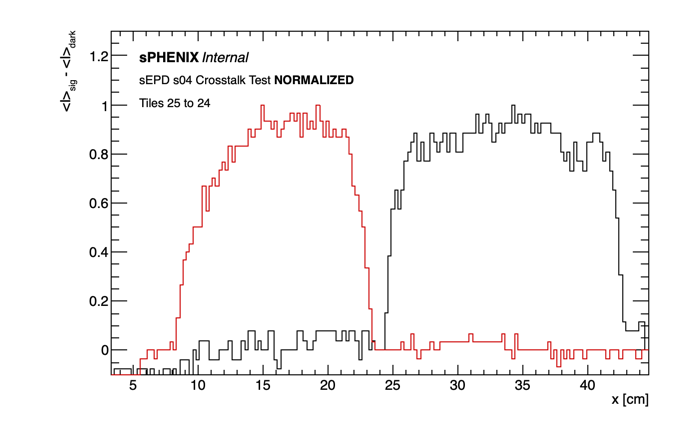 <I>sig - <I>dark
1.2
1
0.8
0.6
0.4
0.2
0
sPHENIX Internal
sEPD s04 Crosstalk Test NORMALIZED
Tiles 25 to 24
5 10 15 20 25 30 35 40
x [cm]